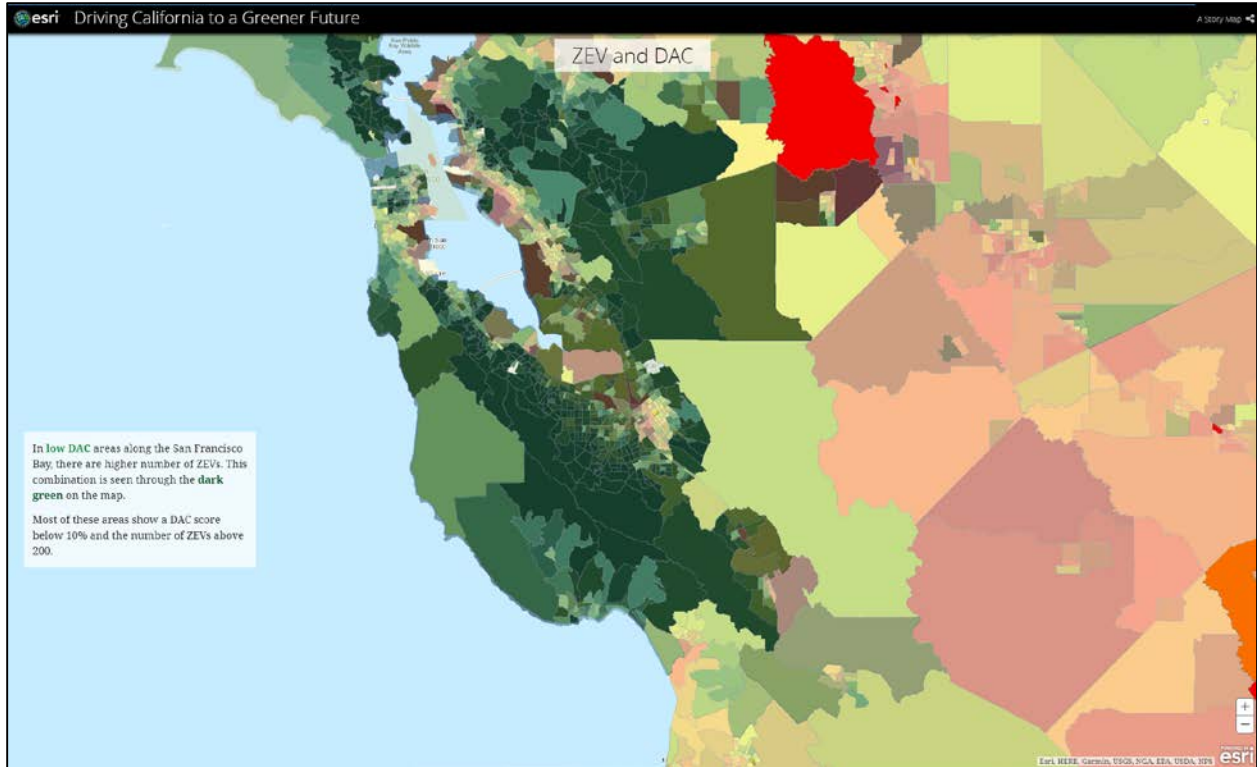 esri Driving California to a Greener Future
A Story Map
ZEV and DAC
In low DAC areas along the San Francisco
Bay, there are higher number of ZEVs. This
combination is seen through the dark
green on the map.
Most of these areas show a DAC score
below 10% and the number of ZEVs above
200.
+
−
esri
Esri, HERE, Garmin, USGS, NGA, EPA, USDA, NPS